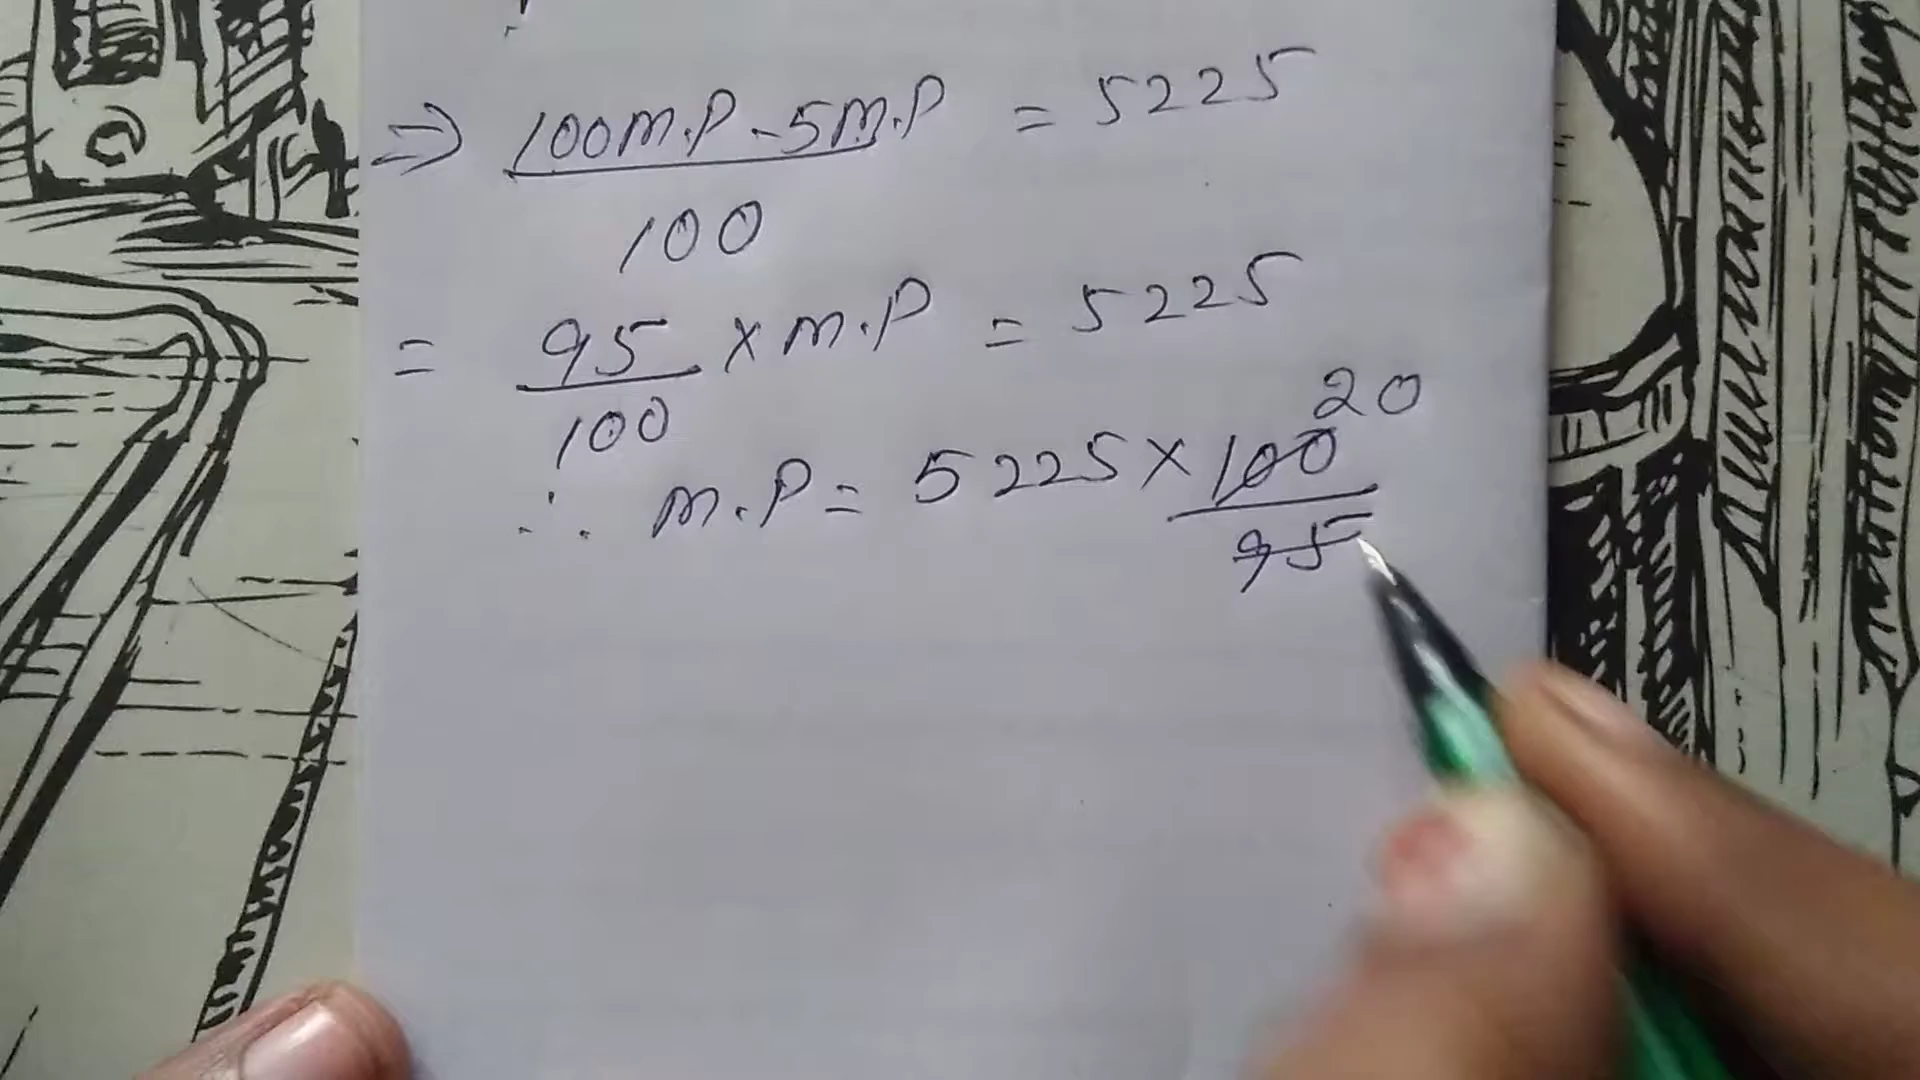 ⇒ 100M.P - 5M.P = 5225
100
= 95 × M.P = 5225
100
20
∴ M.P = 5225 × 100
95